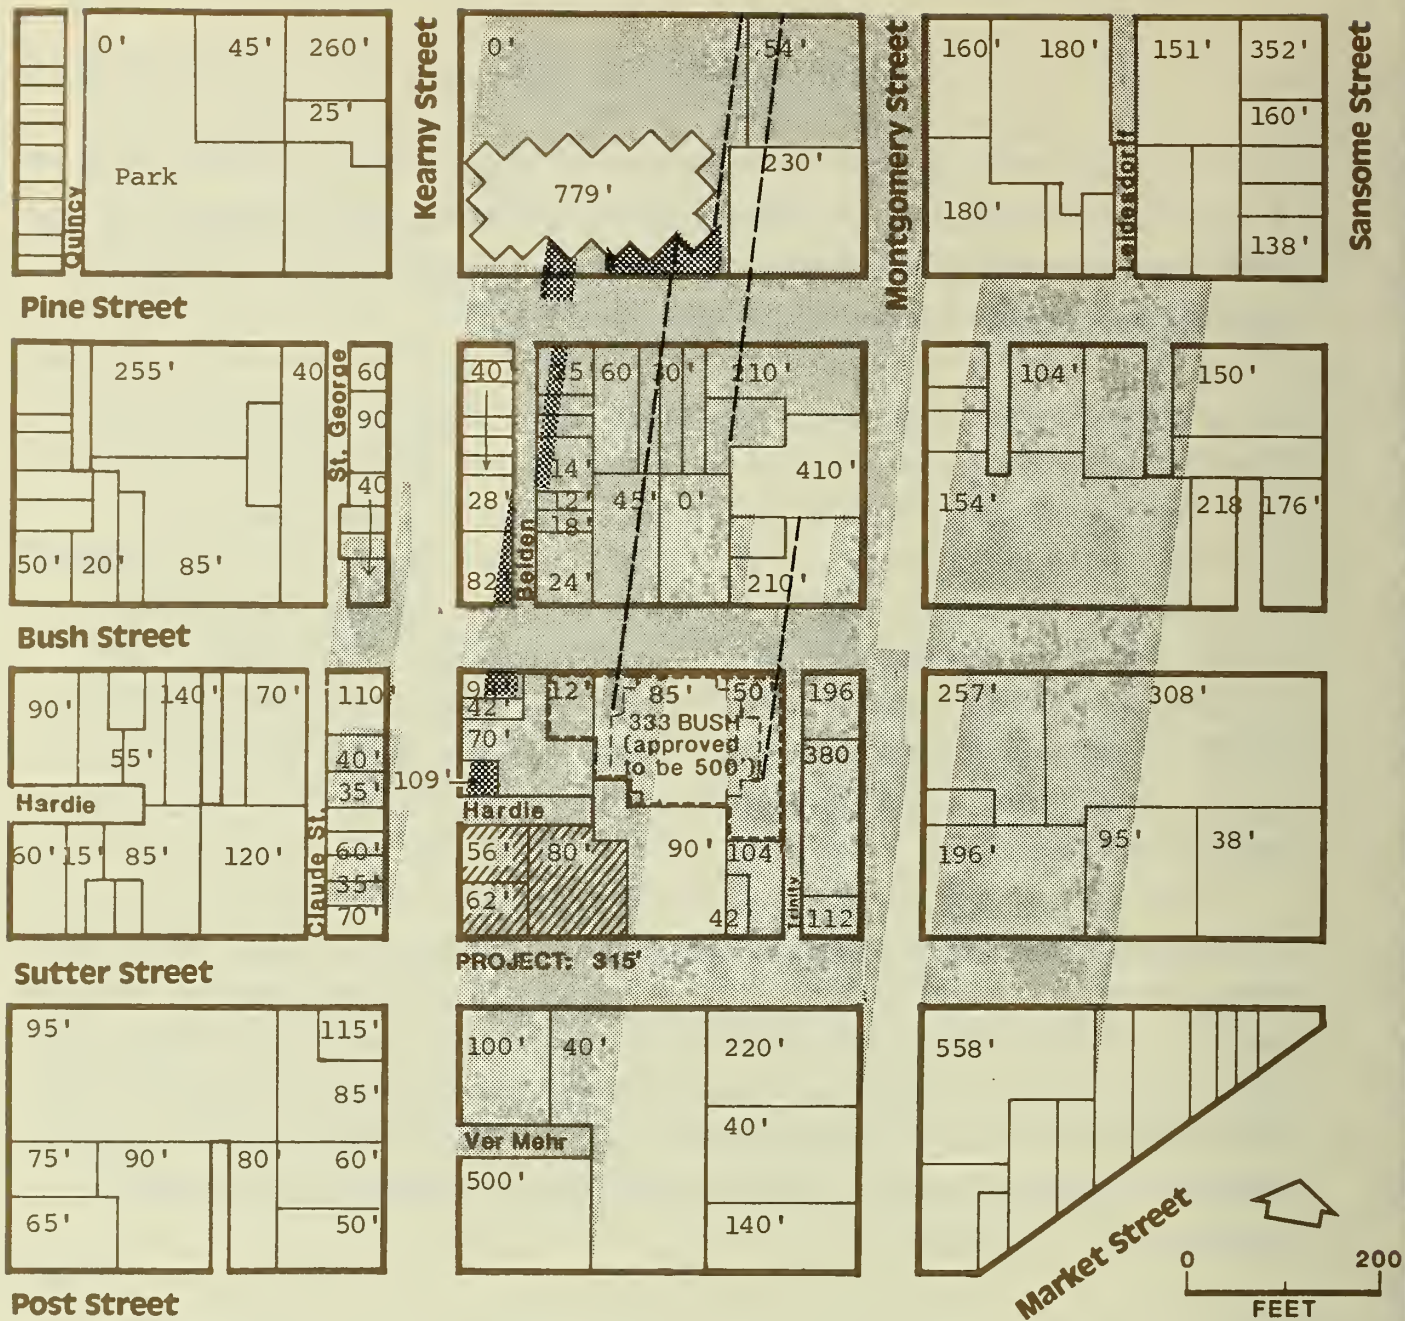 0' 45' 260' 0' 54' 160' 180' 151' 352'
25' 160'
Park 779' 230' 180' 138'
Quincy
Kearny Street
Montgomery Street
Leidesdorff
Sansome Street
Pine Street
255' 40 60 40' 5' 60 30' 210' 104' 150'
90
St. George
40 14' 410'
28' 12' 45' 0' 154' 218 176'
18'
50' 20' 85' 82' 24' 210'
Belden
Bush Street
90' 140' 70' 110' 12' 85' 50' 196 257' 308'
42'
333 BUSH
(approved
to be 500')
55' 40' 70' 380
35' 109'
Hardie Hardie
Claude St.
60' 15' 85' 120' 60' 56' 80' 90' 104 196' 95' 38'
35'
70' 62' 42 112
Trinity
Sutter Street
PROJECT: 315'
95' 115' 100' 40' 220' 558'
85'
Ver Mehr 40'
75' 90' 80' 60' 500'
65' 50' 140'
Market Street
Post Street
0 200
FEET